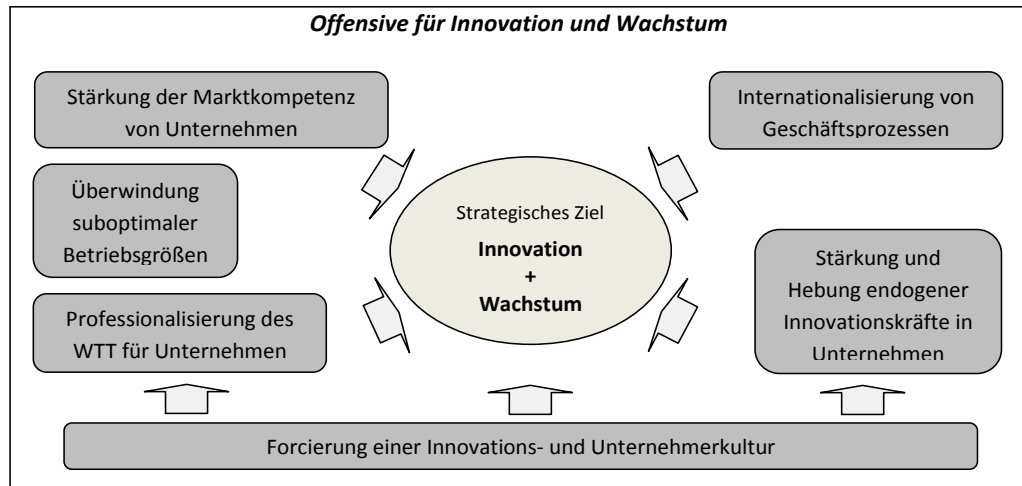 Offensive für Innovation und Wachstum
Stärkung der Marktkompetenz
von Unternehmen
Internationalisierung von
Geschäftsprozessen
Überwindung
suboptimaler
Betriebsgrößen
Strategisches Ziel
Innovation
+
Wachstum
Stärkung und
Hebung endogener
Innovationskräfte in
Unternehmen
Professionalisierung des
WTT für Unternehmen
Forcierung einer Innovations- und Unternehmerkultur